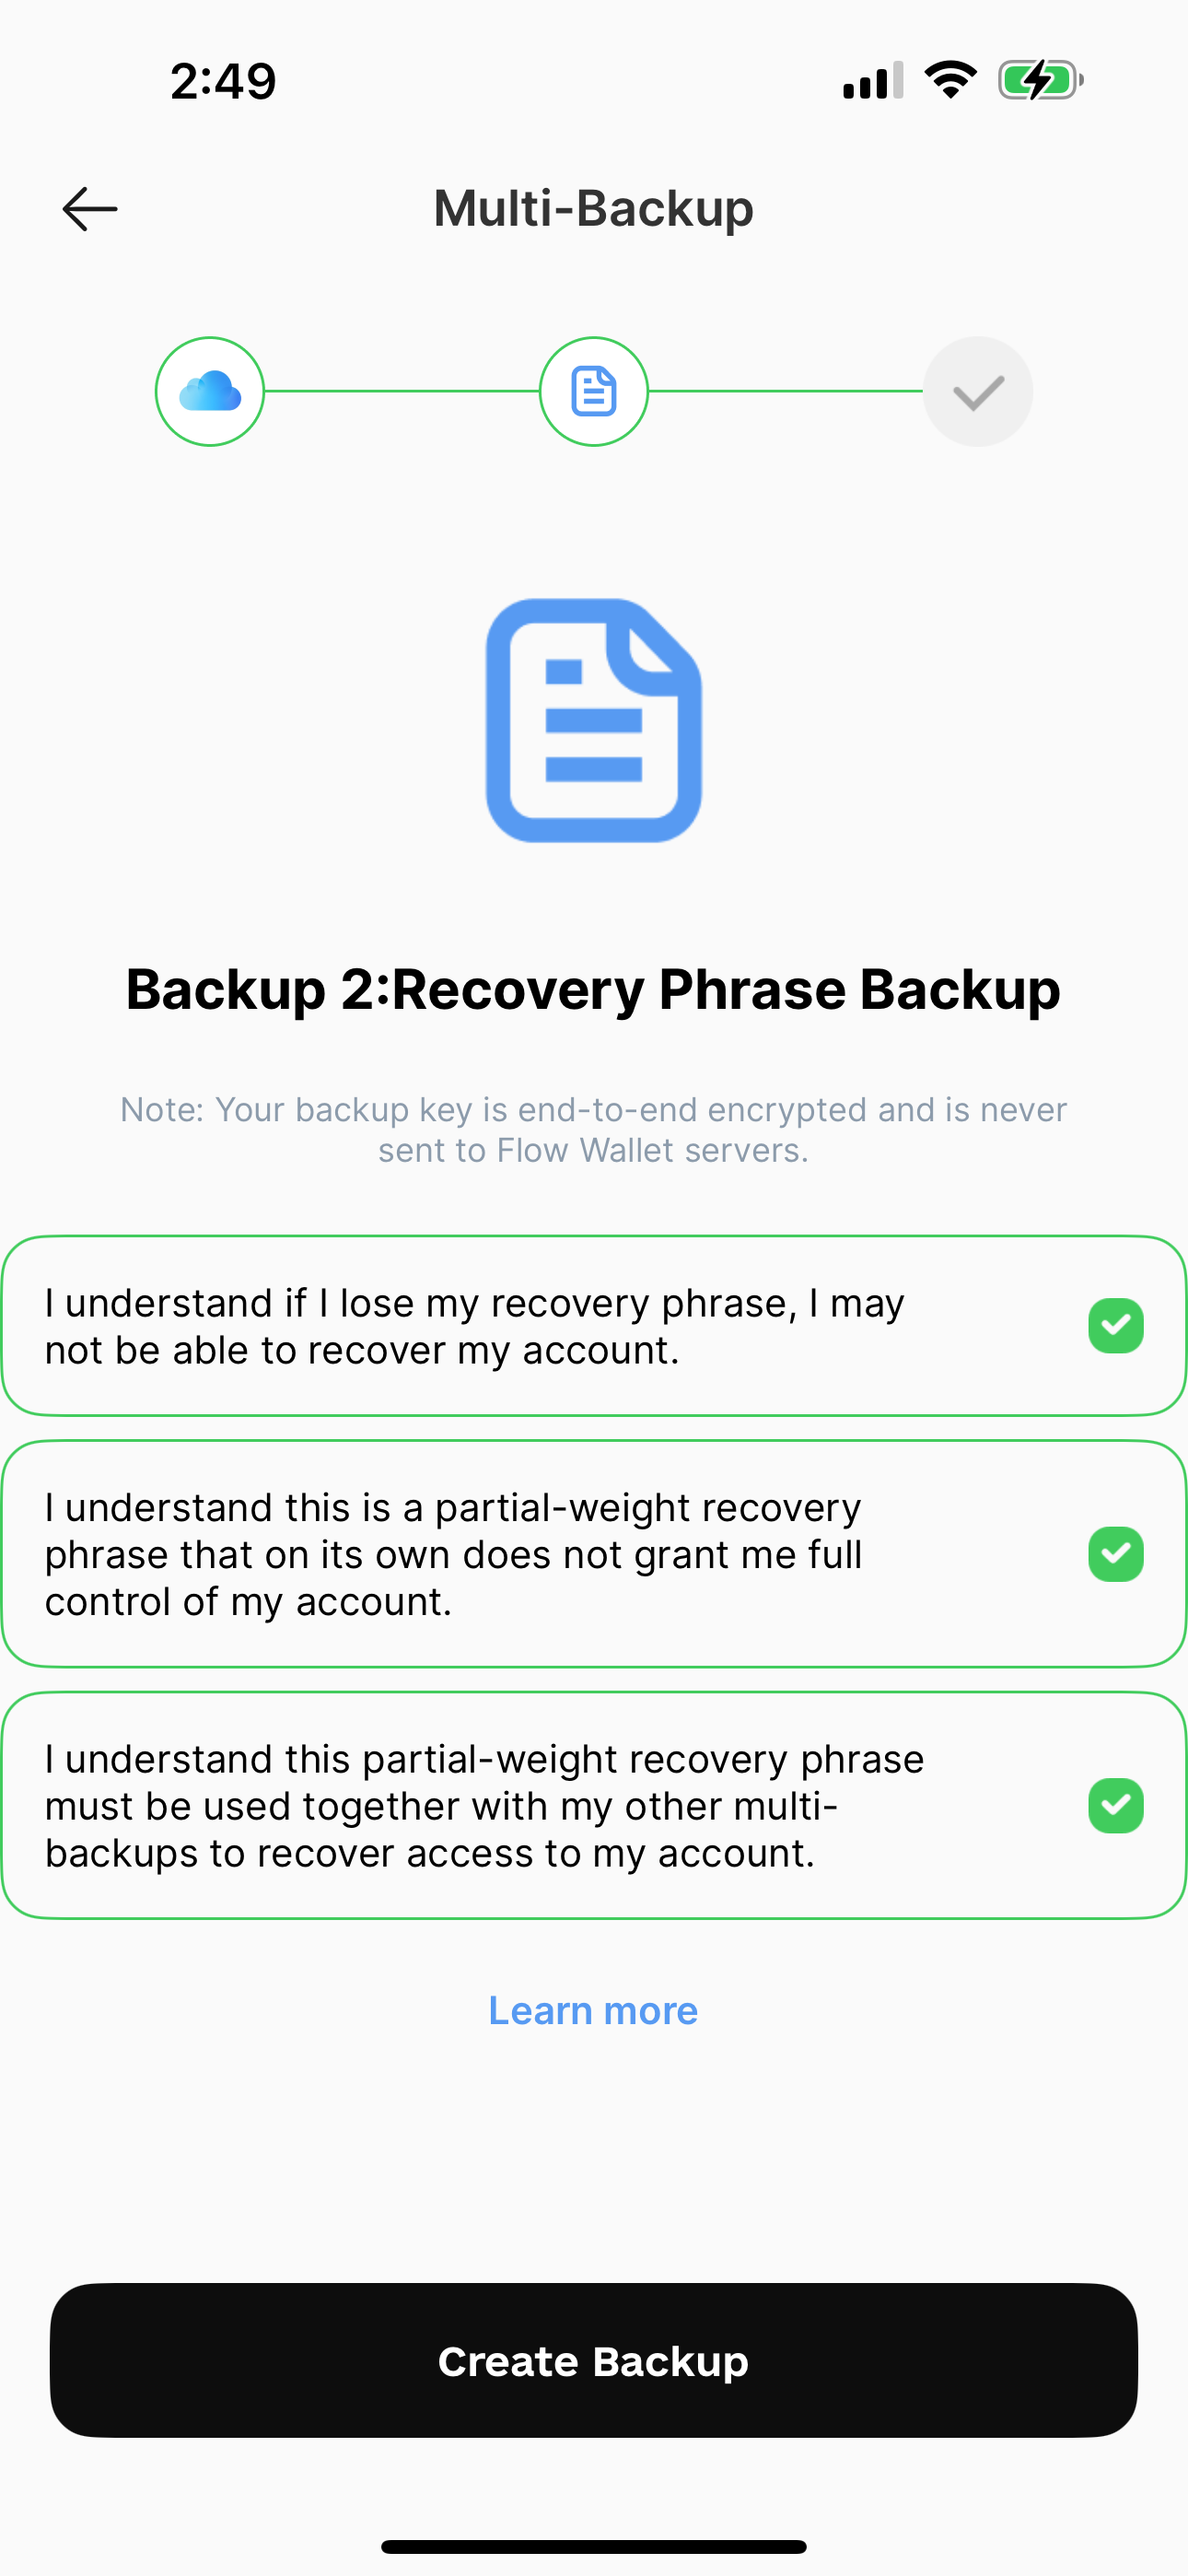 2:49
Multi-Backup
Backup 2:Recovery Phrase Backup
Note: Your backup key is end-to-end encrypted and is never
sent to Flow Wallet servers.
I understand if I lose my recovery phrase, I may
not be able to recover my account.
I understand this is a partial-weight recovery
phrase that on its own does not grant me full
control of my account.
I understand this partial-weight recovery phrase
must be used together with my other multi-
backups to recover access to my account.
Learn more
Create Backup